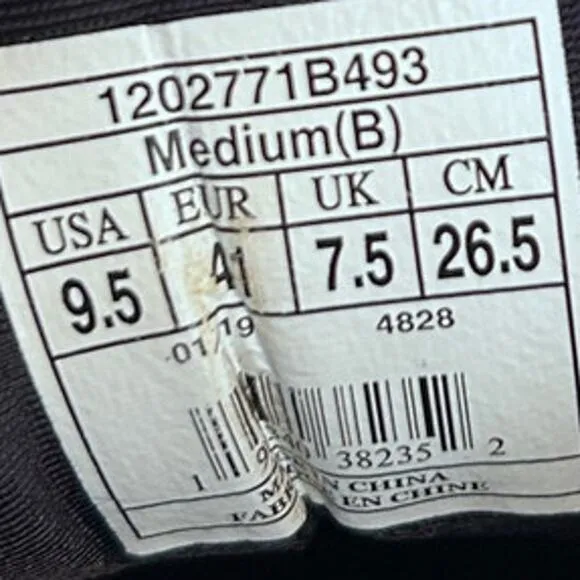 1202771B493
Medium(B)
USA EUR UK CM
9.5 41 7.5 26.5
01/19 4828
1 38235 2
CHINA
EN CHINE